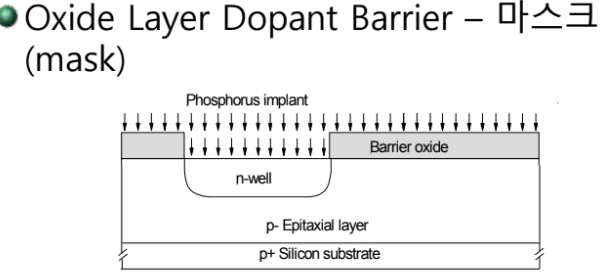 Oxide Layer Dopant Barrier – 마스크
(mask)
Phosphorus implant
Barrier oxide
n-well
p- Epitaxial layer
p+ Silicon substrate